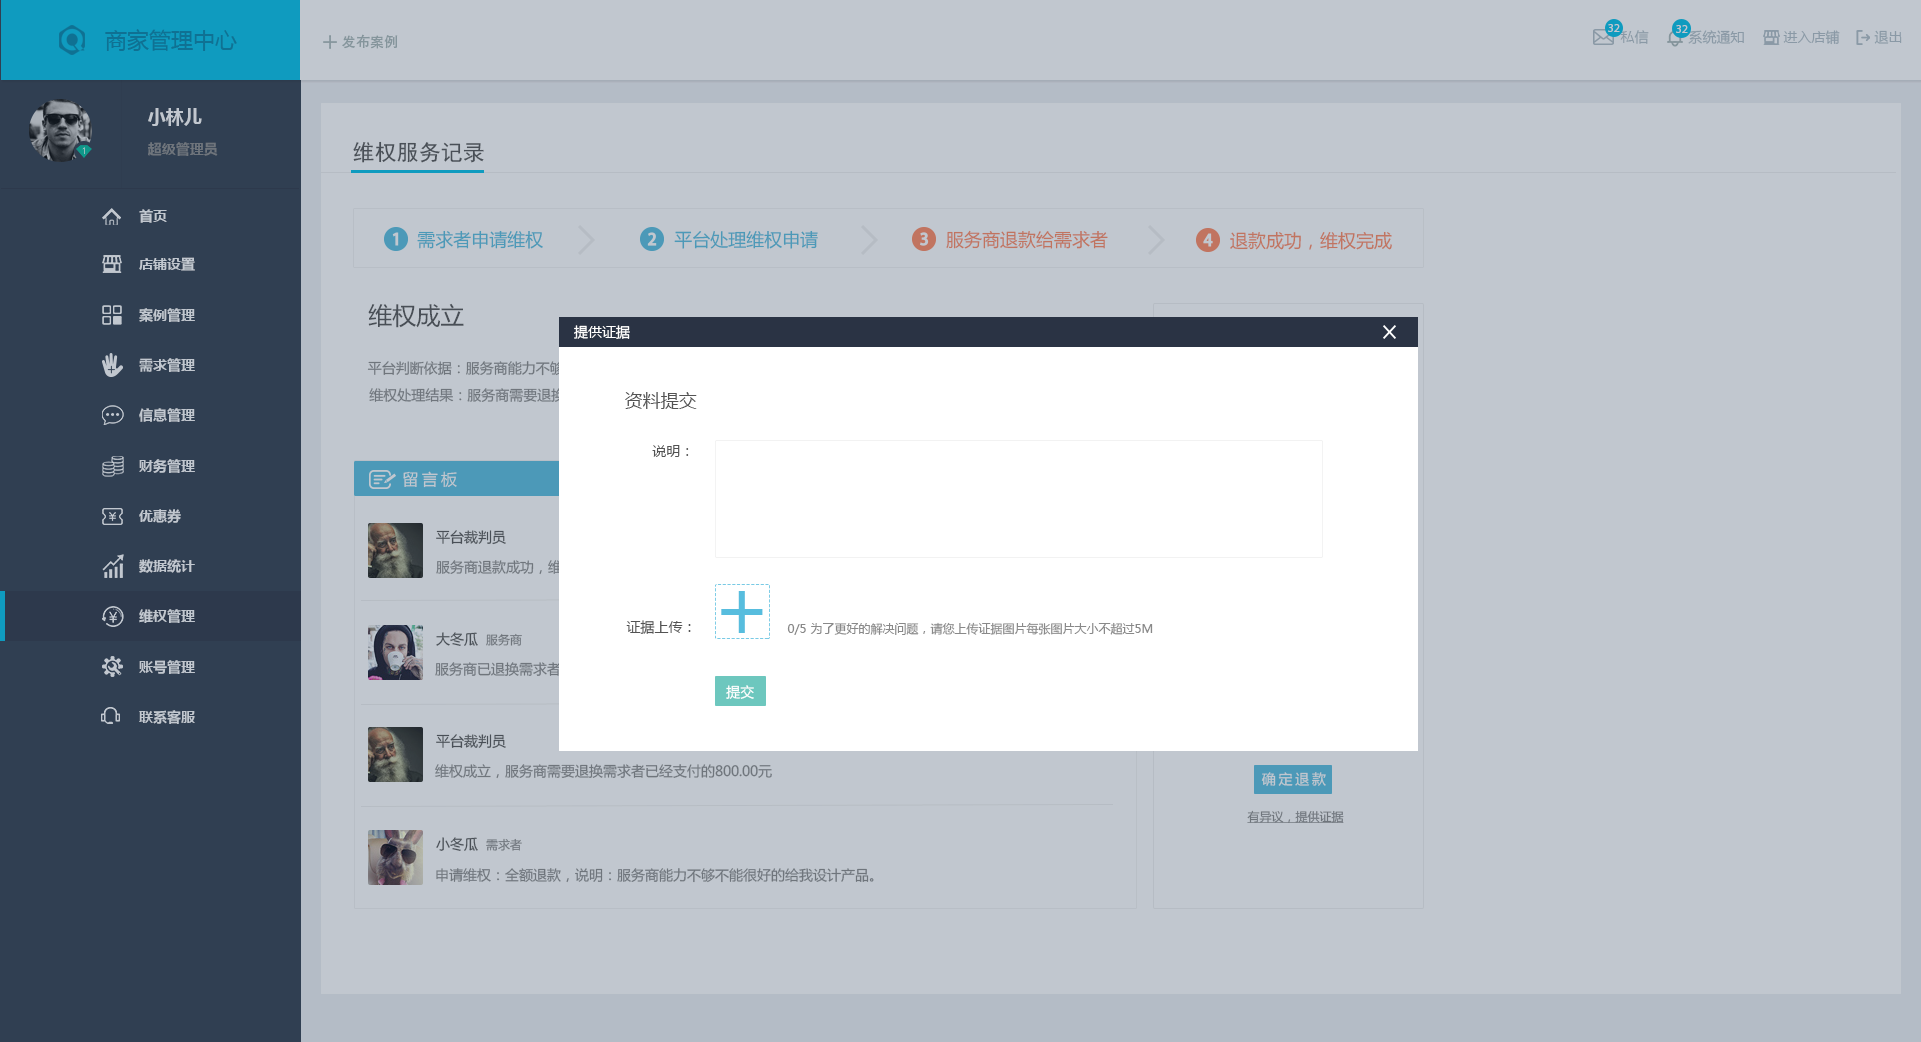 商家管理中心
发布案例
32 私信
32 系统通知
进入店铺
退出
小林儿
超级管理员
1
首页
店铺设置
案例管理
需求管理
信息管理
财务管理
优惠券
数据统计
维权管理
账号管理
联系客服
维权服务记录
1 需求者申请维权
2 平台处理维权申请
3 服务商退款给需求者
4 退款成功，维权完成
维权成立
平台判断依据：服务商能力不够
维权处理结果：服务商需要退换
留言板
平台裁判员
服务商退款成功，维
大冬瓜 服务商
服务商已退换需求者
平台裁判员
维权成立，服务商需要退换需求者已经支付的800.00元
小冬瓜 需求者
申请维权：全额退款，说明：服务商能力不够不能很好的给我设计产品。
提供证据
资料提交
说明：
证据上传：
0/5 为了更好的解决问题，请您上传证据图片每张图片大小不超过5M
提交
确定退款
有异议，提供证据